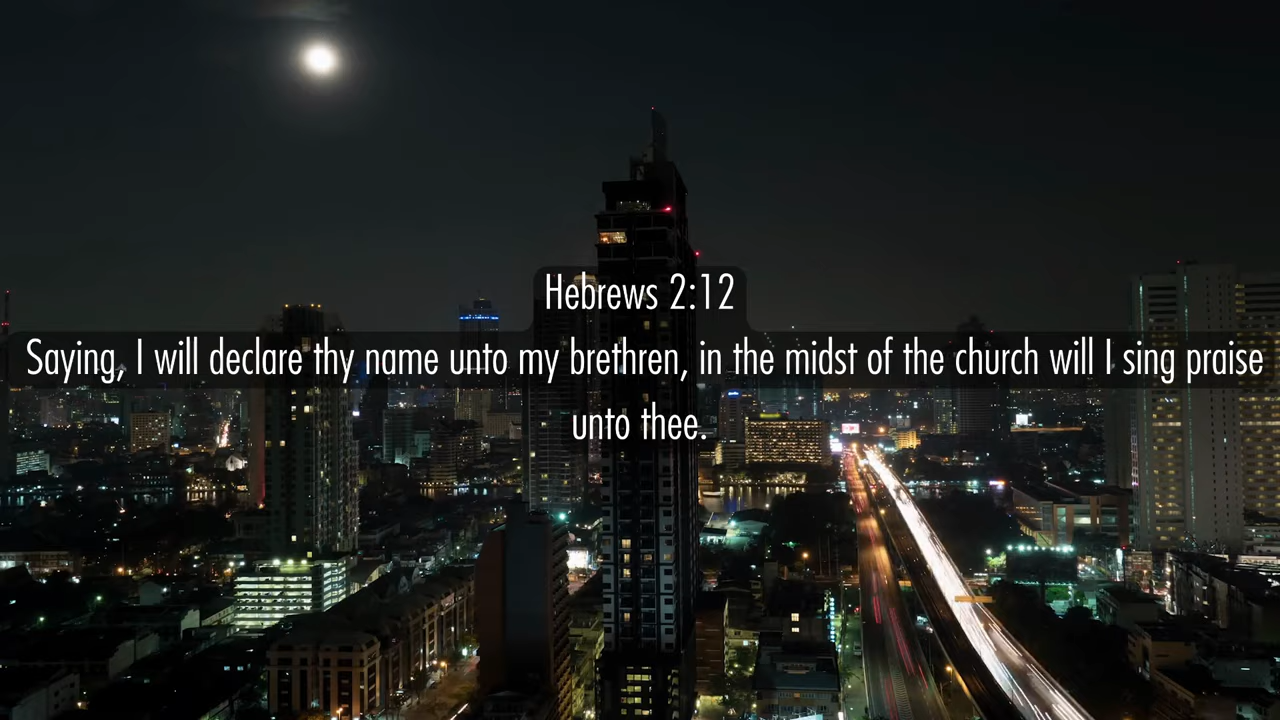 Hebrews 2:12
Saying, I will declare thy name unto my brethren, in the midst of the church will I sing praise
unto thee.